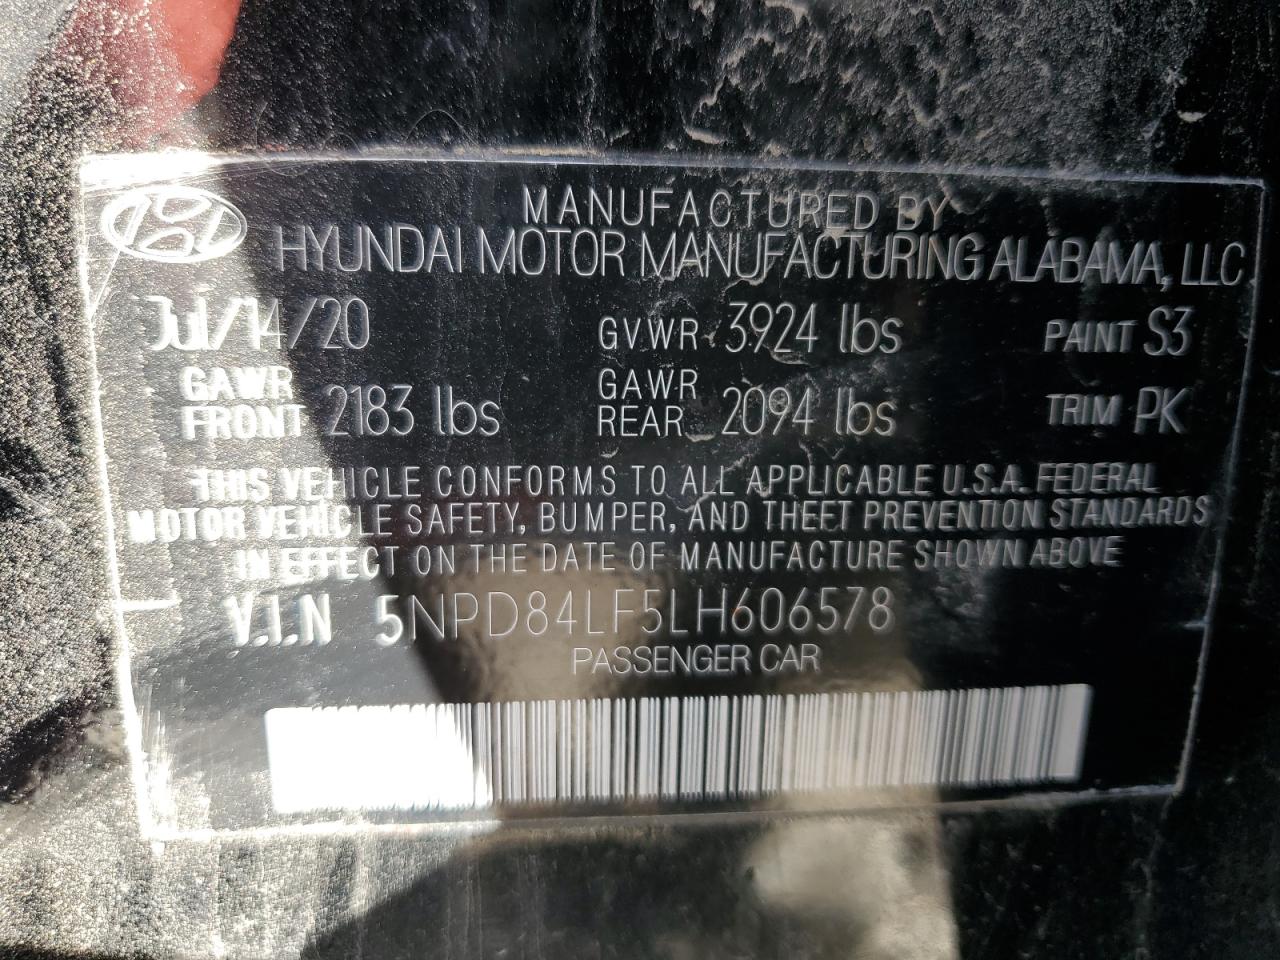 MANUFACTURED BY
HYUNDAI MOTOR MANUFACTURING ALABAMA, LLC
Jul/14/20 GVWR 3924 lbs PAINT S3
GAWR FRONT 2183 lbs GAWR REAR 2094 lbs TRIM PK
THIS VEHICLE CONFORMS TO ALL APPLICABLE U.S.A. FEDERAL
MOTOR VEHICLE SAFETY, BUMPER, AND THEFT PREVENTION STANDARDS
IN EFFECT ON THE DATE OF MANUFACTURE SHOWN ABOVE
V.I.N 5NPD84LF5LH606578
PASSENGER CAR